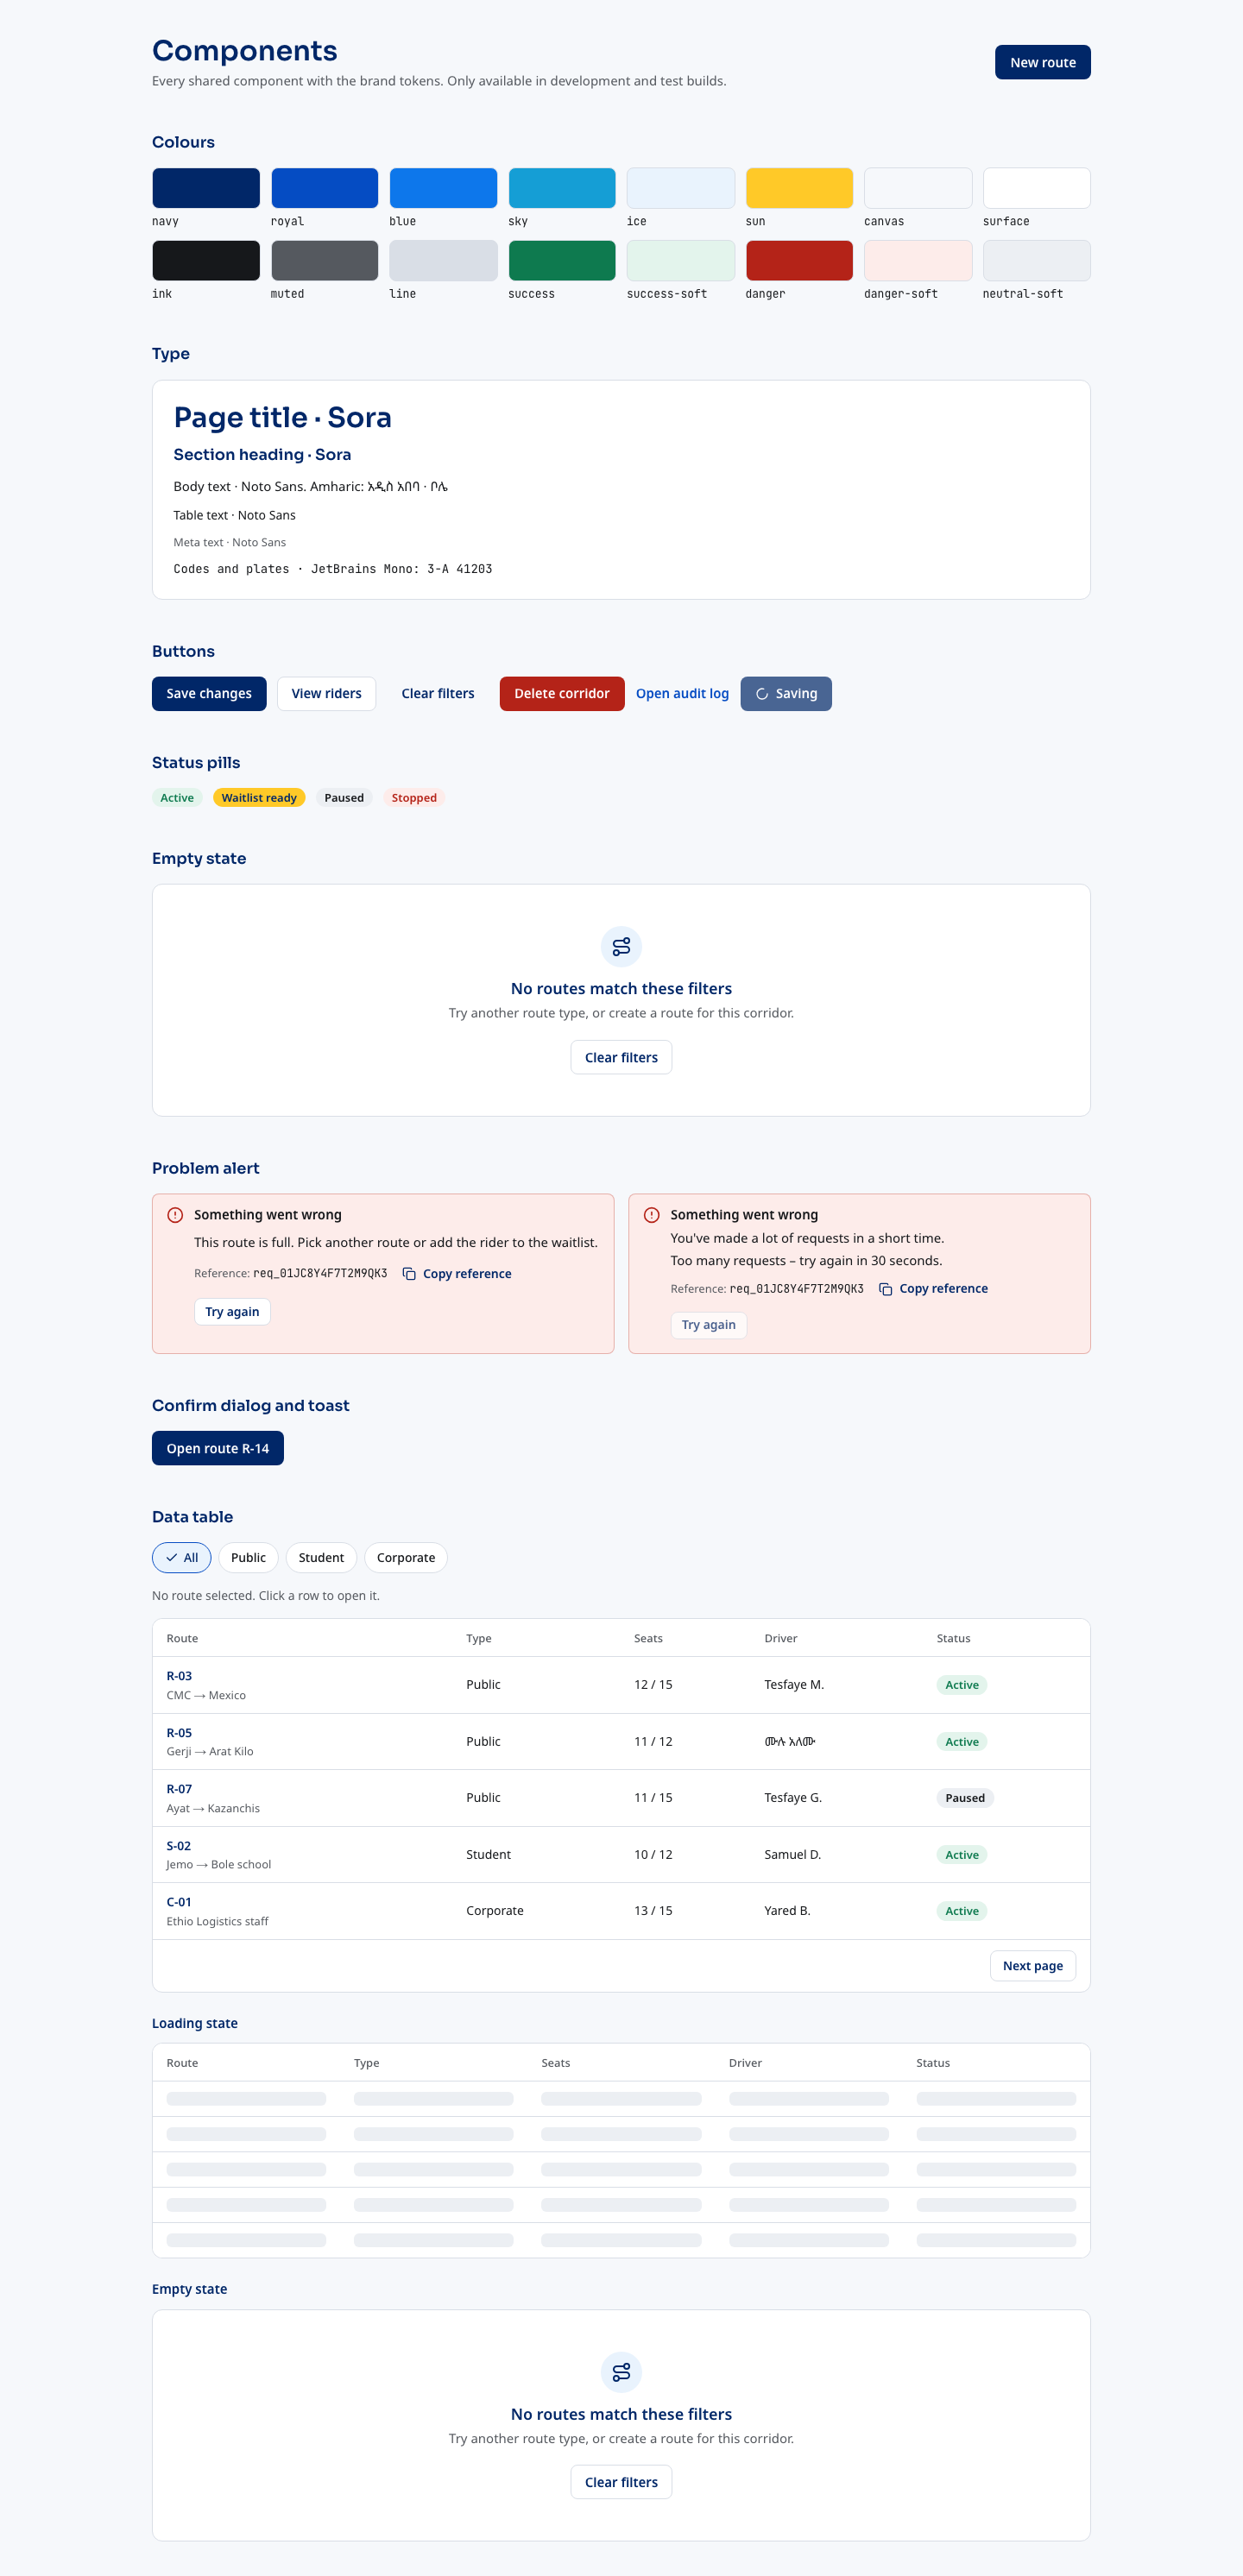 Components
New route
Every shared component with the brand tokens. Only available in development and test builds.
Colours
navy royal blue sky ice sun canvas surface
ink muted line success success-soft danger danger-soft neutral-soft
Type
Page title · Sora
Section heading · Sora
Body text · Noto Sans. Amharic: አዲስ አበባ · ቦሌ
Table text · Noto Sans
Meta text · Noto Sans
Codes and plates · JetBrains Mono: 3-A 41203
Buttons
Save changes View riders Clear filters Delete corridor Open audit log Saving
Status pills
Active Waitlist ready Paused Stopped
Empty state
No routes match these filters
Try another route type, or create a route for this corridor.
Clear filters
Problem alert
Something went wrong
This route is full. Pick another route or add the rider to the waitlist.
Reference: req_01JC8Y4F7T2M9QK3 Copy reference
Try again
Something went wrong
You've made a lot of requests in a short time.
Too many requests – try again in 30 seconds.
Reference: req_01JC8Y4F7T2M9QK3 Copy reference
Try again
Confirm dialog and toast
Open route R-14
Data table
All Public Student Corporate
No route selected. Click a row to open it.
Route Type Seats Driver Status
R-03
CMC → Mexico
Public 12 / 15 Tesfaye M. Active
R-05
Gerji → Arat Kilo
Public 11 / 12 ሙሉ አለሙ Active
R-07
Ayat → Kazanchis
Public 11 / 15 Tesfaye G. Paused
S-02
Jemo → Bole school
Student 10 / 12 Samuel D. Active
C-01
Ethio Logistics staff
Corporate 13 / 15 Yared B. Active
Next page
Loading state
Route Type Seats Driver Status
Empty state
No routes match these filters
Try another route type, or create a route for this corridor.
Clear filters